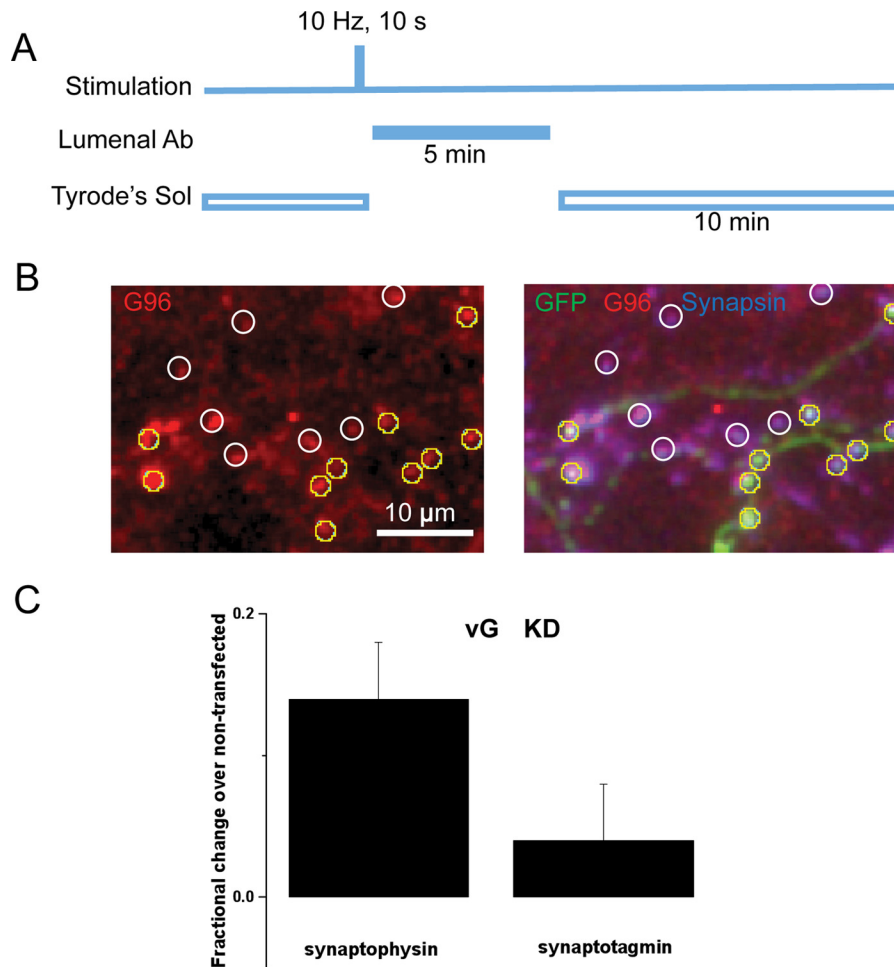 A
10 Hz, 10 s
Stimulation
Lumenal Ab
5 min
Tyrode's Sol
10 min
B
G96
10 µm
GFP G96 Synapsin
C
Fractional change over non-transfected
0.2
0.0
vG KD
synaptophysin
synaptotagmin